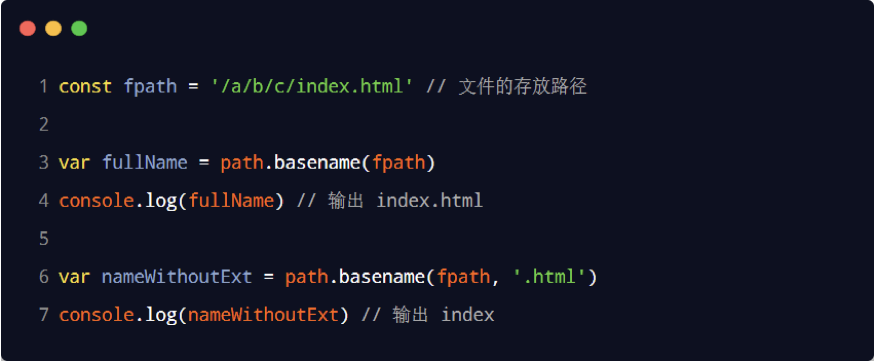 1 const fpath = '/a/b/c/index.html' // 文件的存放路径
2
3 var fullName = path.basename(fpath)
4 console.log(fullName) // 输出 index.html
5
6 var nameWithoutExt = path.basename(fpath, '.html')
7 console.log(nameWithoutExt) // 输出 index